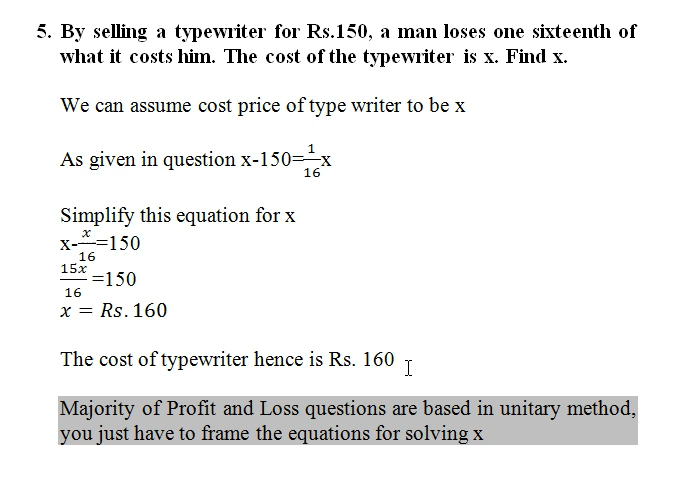 5. By selling a typewriter for Rs.150, a man loses one sixteenth of
what it costs him. The cost of the typewriter is x. Find x.
We can assume cost price of type writer to be x
As given in question x-150=1/16x
Simplify this equation for x
x-x/16=150
15x/16=150
x = Rs. 160
The cost of typewriter hence is Rs. 160
Majority of Profit and Loss questions are based in unitary method,
you just have to frame the equations for solving x